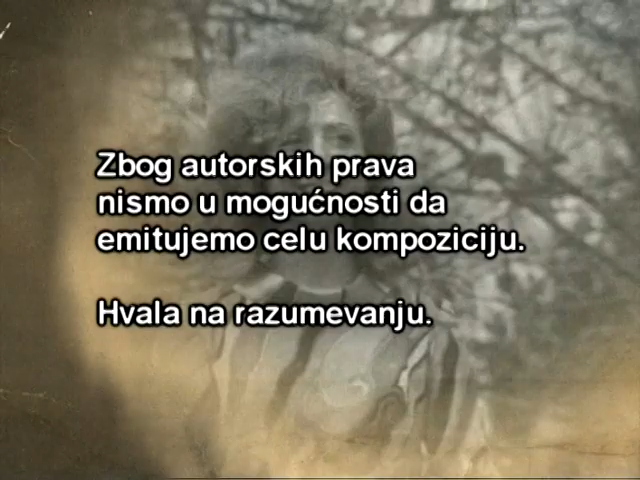 Zbog autorskih prava
nismo u mogućnosti da
emitujemo celu kompoziciju.
Hvala na razumevanju.